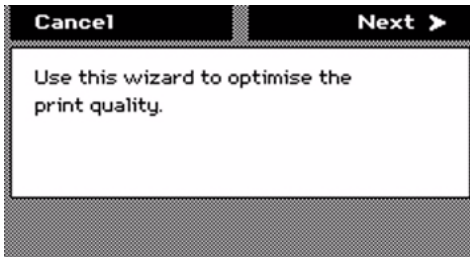 Cancel Next ➤
Use this wizard to optimise the
print quality.